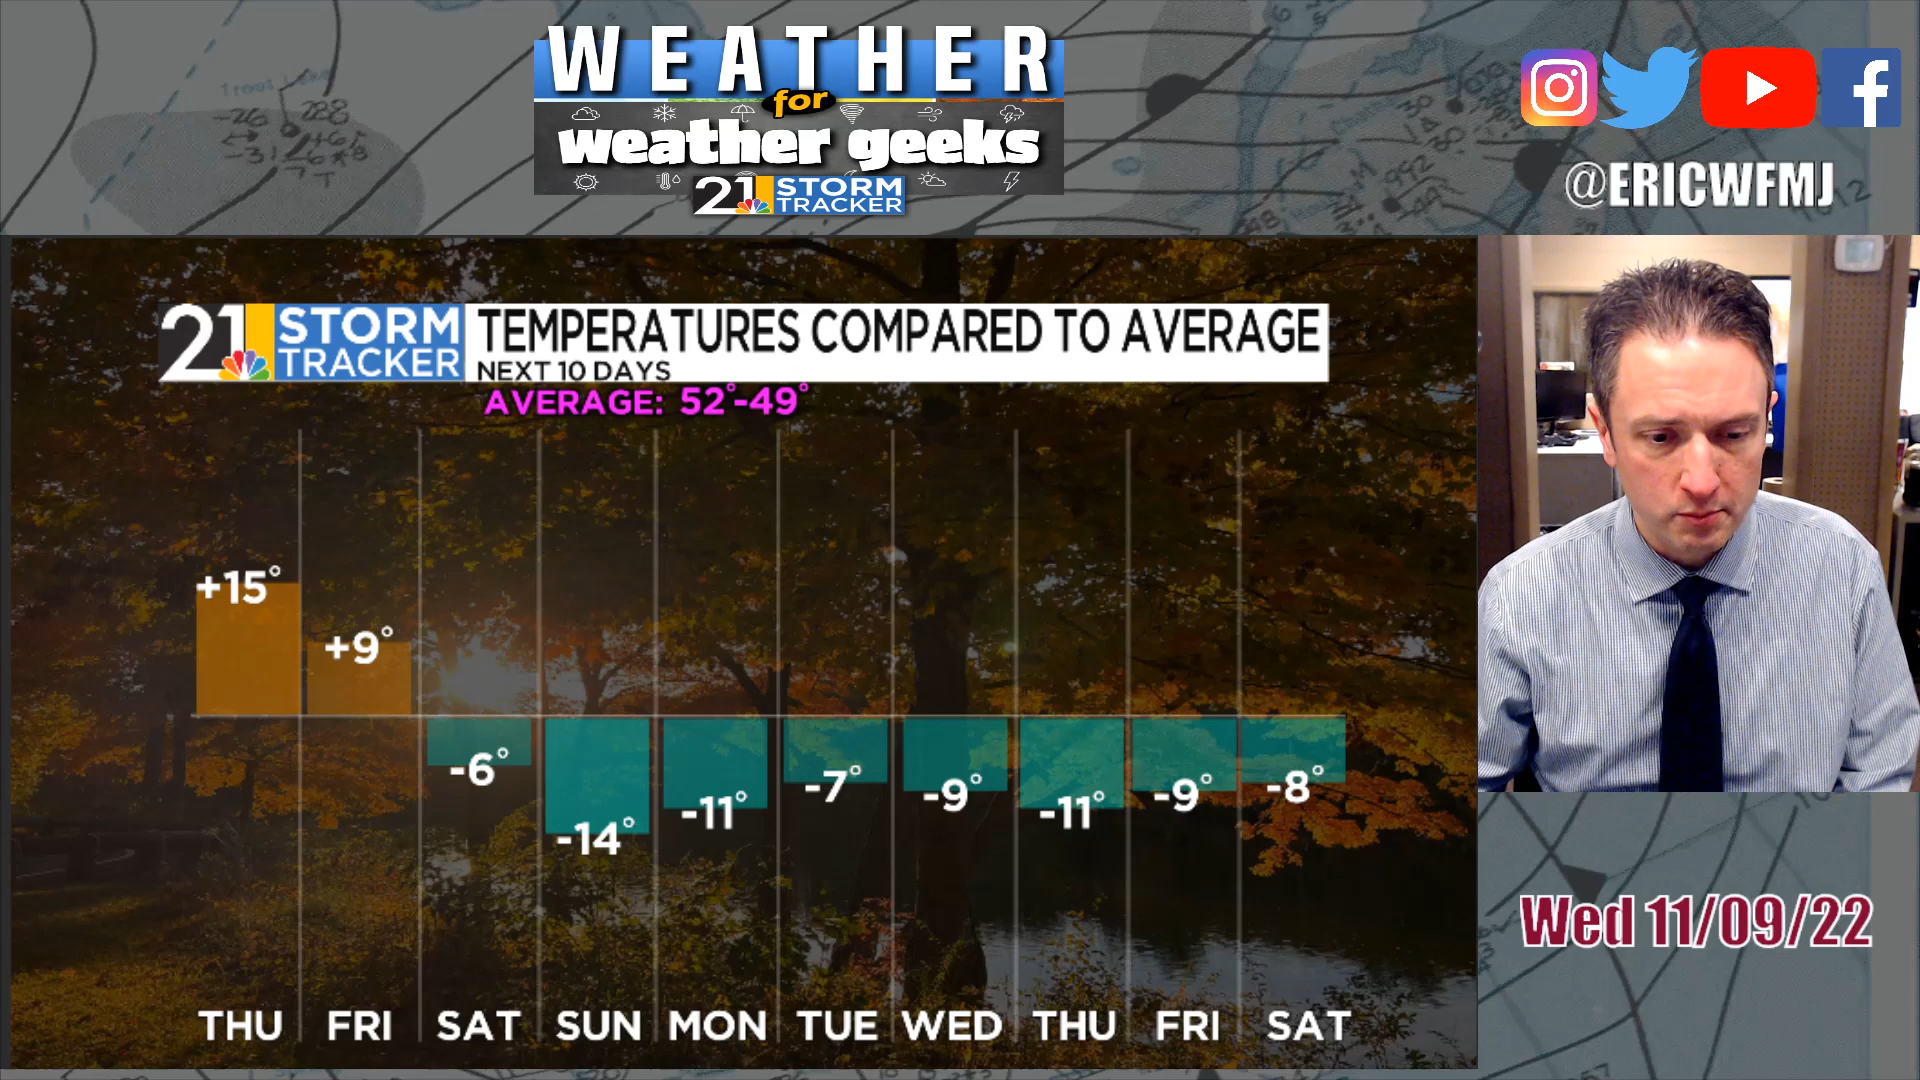 WEATHER
for
weather geeks
21 STORM
TRACKER
@ERICWFMJ
21 STORM
TRACKER
TEMPERATURES COMPARED TO AVERAGE
NEXT 10 DAYS
AVERAGE: 52°-49°
+15°
+9°
-6°
-14°
-11°
-7°
-9°
-11°
-9°
-8°
THU FRI SAT SUN MON TUE WED THU FRI SAT
Wed 11/09/22